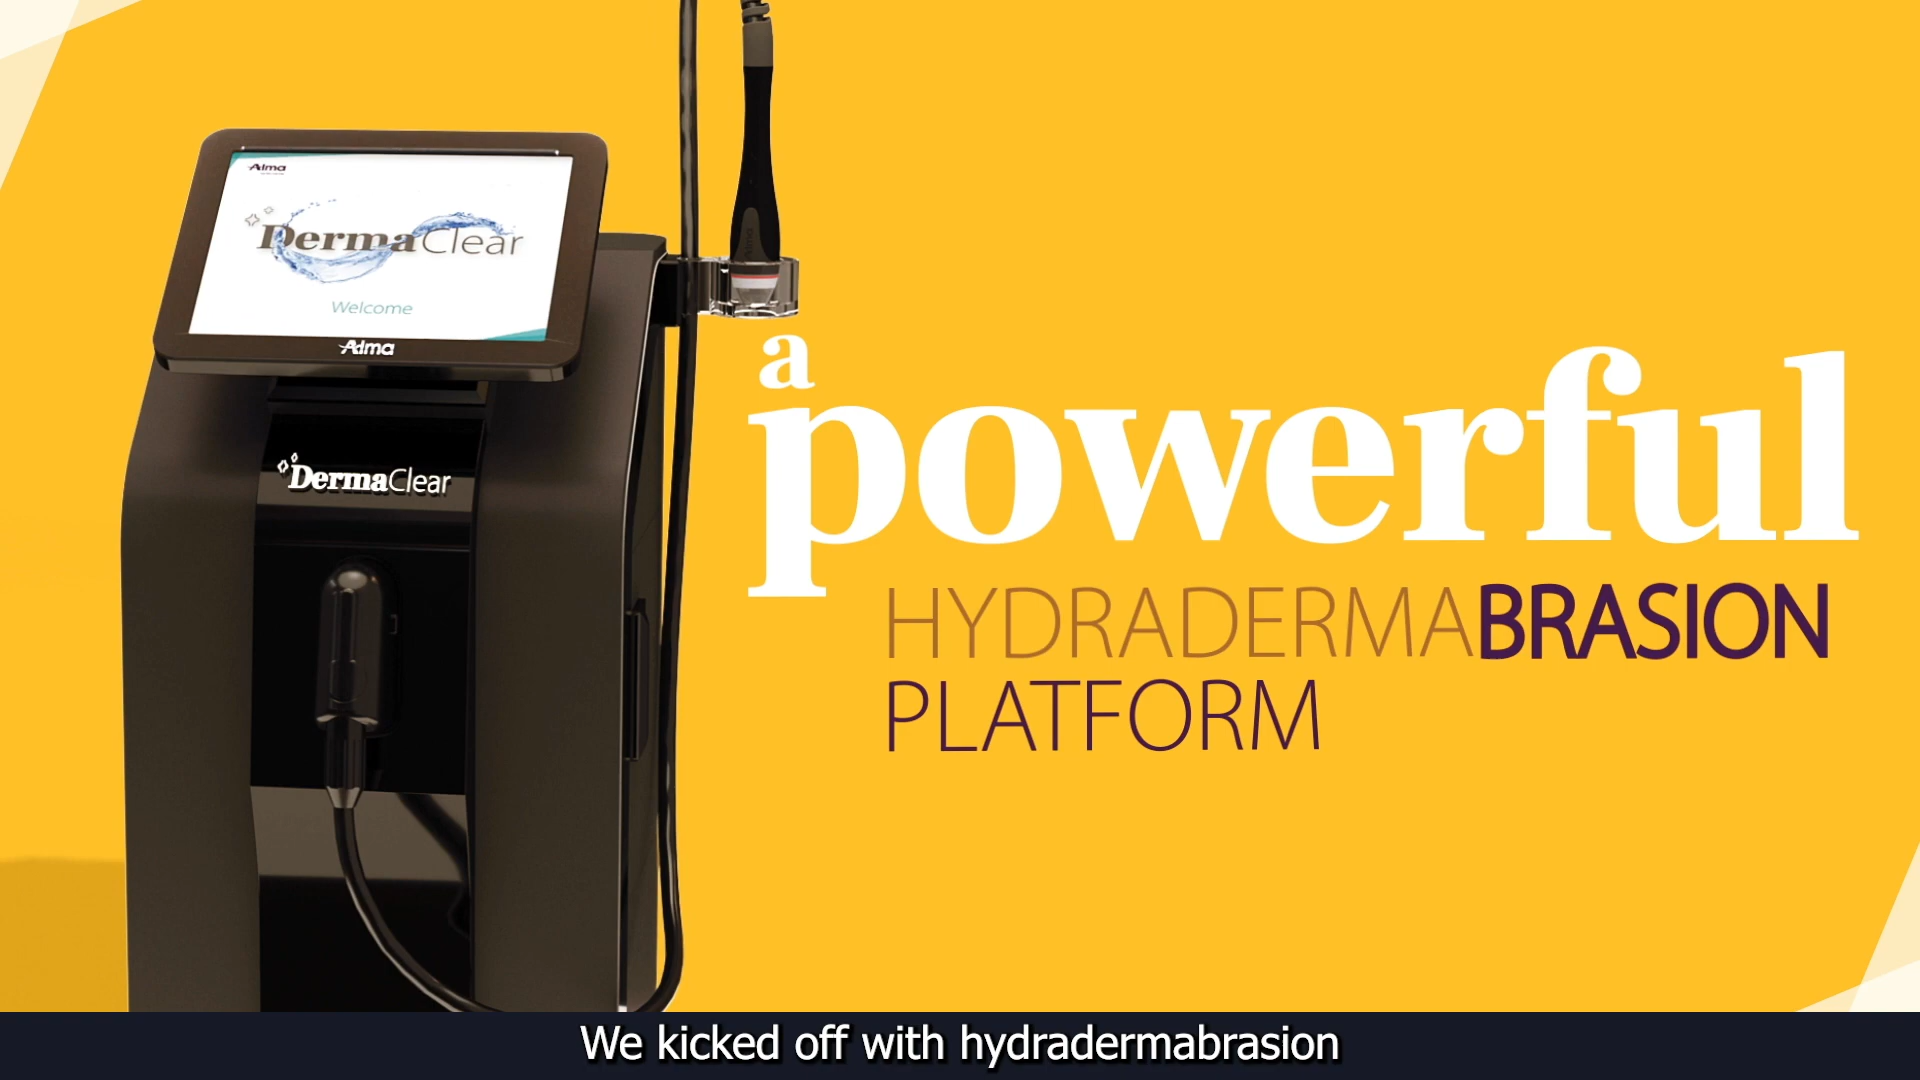 Alma
DermaClear
Welcome
Alma
DermaClear
a
powerful
HYDRADERMABRASION
PLATFORM
We kicked off with hydradermabrasion